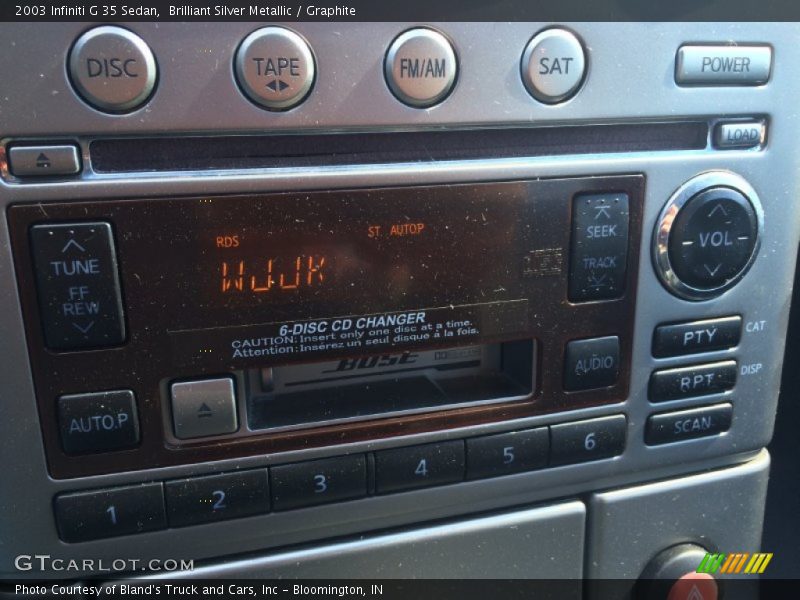 2003 Infiniti G 35 Sedan,  Brilliant Silver Metallic / Graphite
DISC
TAPE
FM/AM
SAT
POWER
LOAD
TUNE
FF
REW
RDS
ST AUTOP
WJJK
SEEK
TRACK
VOL
6-DISC CD CHANGER
CAUTION: Insert only one disc at a time.
Attention: Insérez un seul disque à la fois.
BOSE
AUTO.P
AUDIO
PTY
CAT
RPT
DISP
SCAN
1 2 3 4 5 6
GTCARLOT.COM
Photo Courtesy of Bland's Truck and Cars, Inc - Bloomington, IN